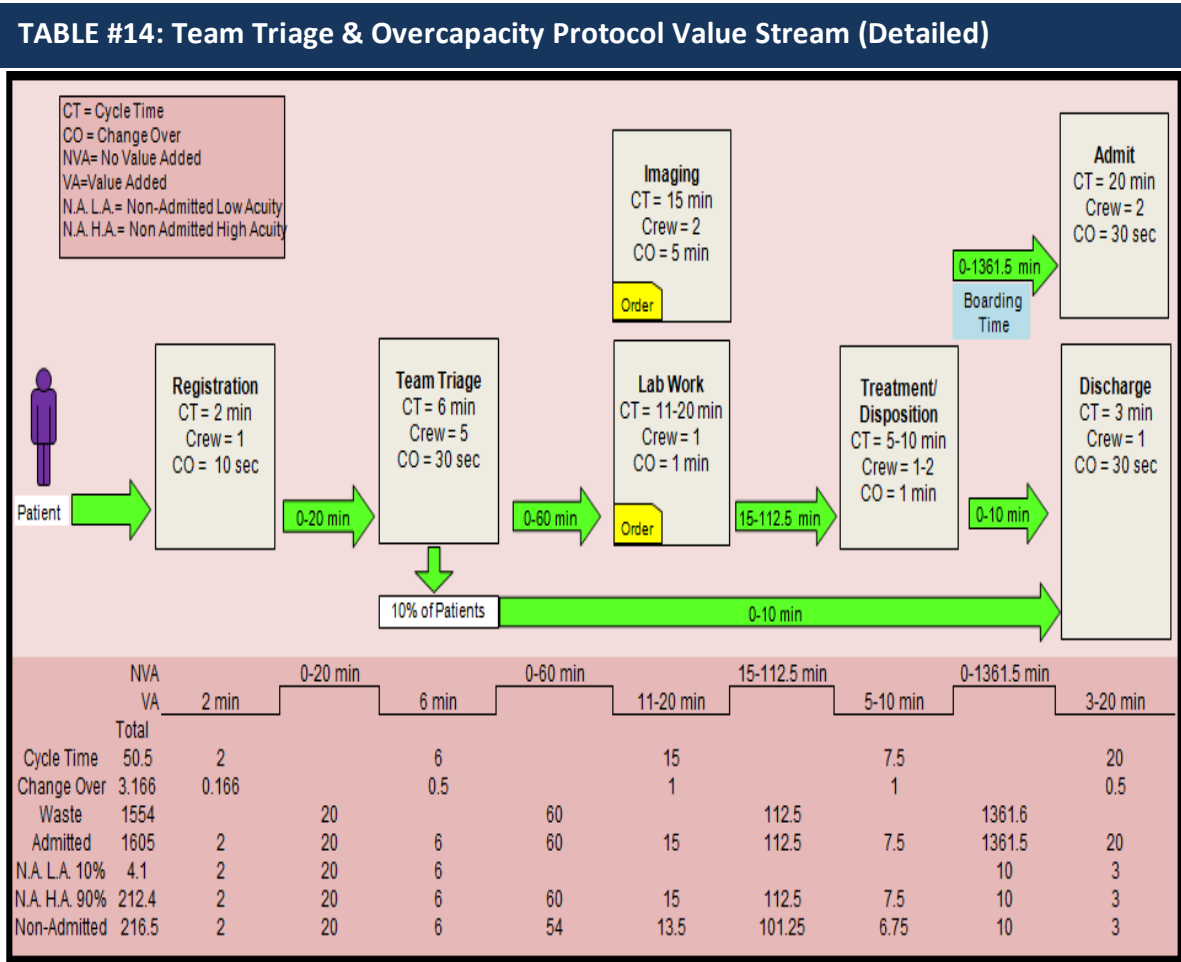 TABLE #14: Team Triage & Overcapacity Protocol Value Stream (Detailed)
CT = Cycle Time
CO = Change Over
NVA= No Value Added
VA=Value Added
N.A. L.A.= Non-Admitted Low Acuity
N.A. H.A.= Non Admitted High Acuity
Imaging
CT = 15 min
Crew = 2
CO = 5 min
Order
Admit
CT = 20 min
Crew = 2
CO = 30 sec
0-1361.5 min
Boarding
Time
Patient
Registration
CT = 2 min
Crew = 1
CO = 10 sec
0-20 min
Team Triage
CT = 6 min
Crew = 5
CO = 30 sec
0-60 min
Lab Work
CT = 11-20 min
Crew = 1
CO = 1 min
Order
15-112.5 min
Treatment/
Disposition
CT = 5-10 min
Crew = 1-2
CO = 1 min
0-10 min
Discharge
CT = 3 min
Crew = 1
CO = 30 sec
10% of Patients
0-10 min
NVA 0-20 min 0-60 min 15-112.5 min 0-1361.5 min
VA 2 min 6 min 11-20 min 5-10 min 3-20 min
Total
Cycle Time 50.5 2 6 15 7.5 20
Change Over 3.166 0.166 0.5 1 1 0.5
Waste 1554 20 60 112.5 1361.6
Admitted 1605 2 20 6 60 15 112.5 7.5 1361.5 20
N.A. L.A. 10% 4.1 2 20 6 10 3
N.A. H.A. 90% 212.4 2 20 6 60 15 112.5 7.5 10 3
Non-Admitted 216.5 2 20 6 54 13.5 101.25 6.75 10 3